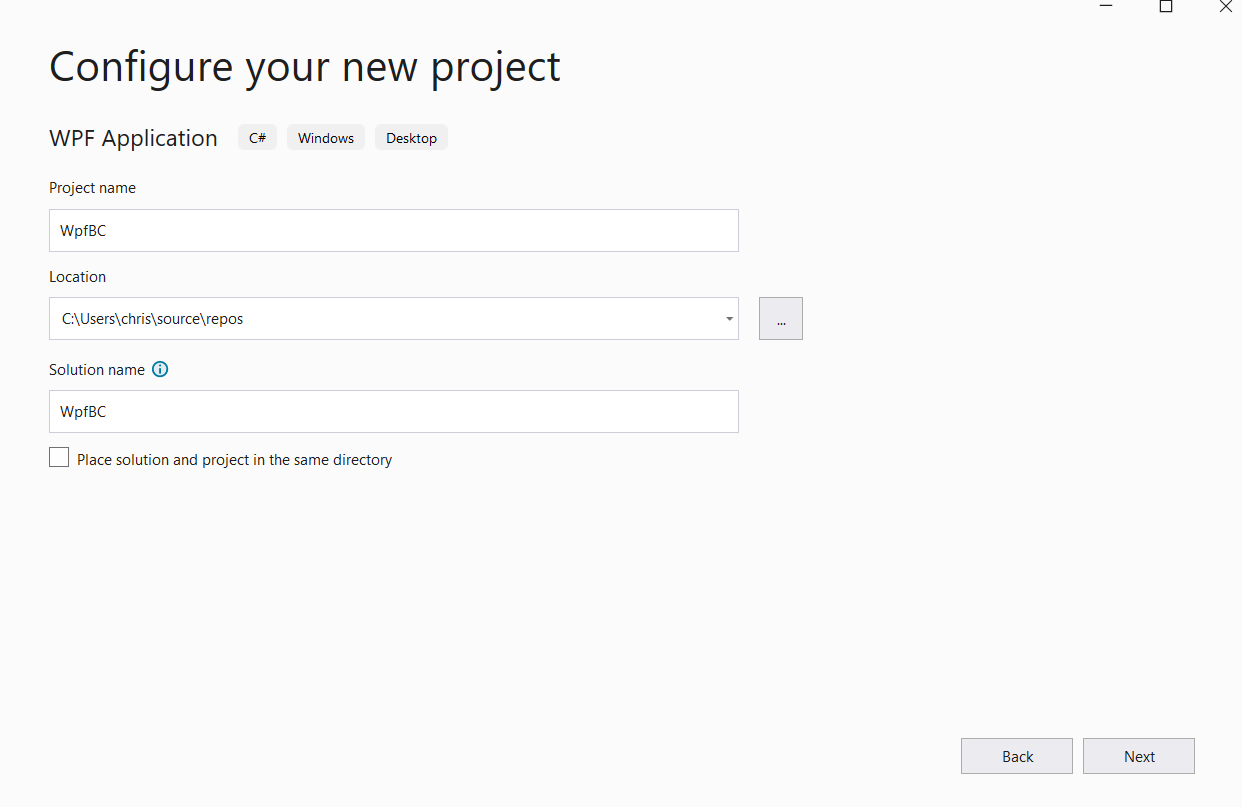 Configure your new project
WPF Application C# Windows Desktop
Project name
WpfBC
Location
C:\Users\chris\source\repos
...
Solution name
WpfBC
Place solution and project in the same directory
Back Next